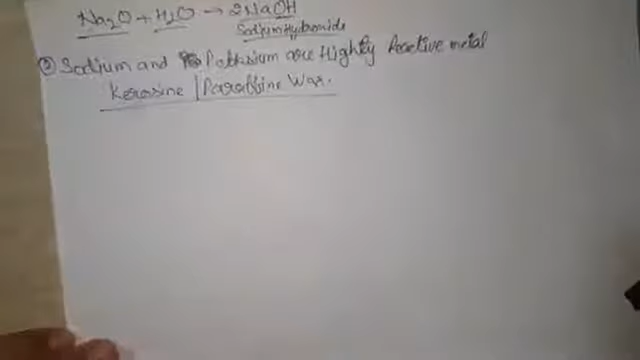 Na2O + H2O → 2NaOH
Sodium Hydroxide
② Sodium and Potassium are Highly Reactive metal
Kerosine | Paraffine Wax.